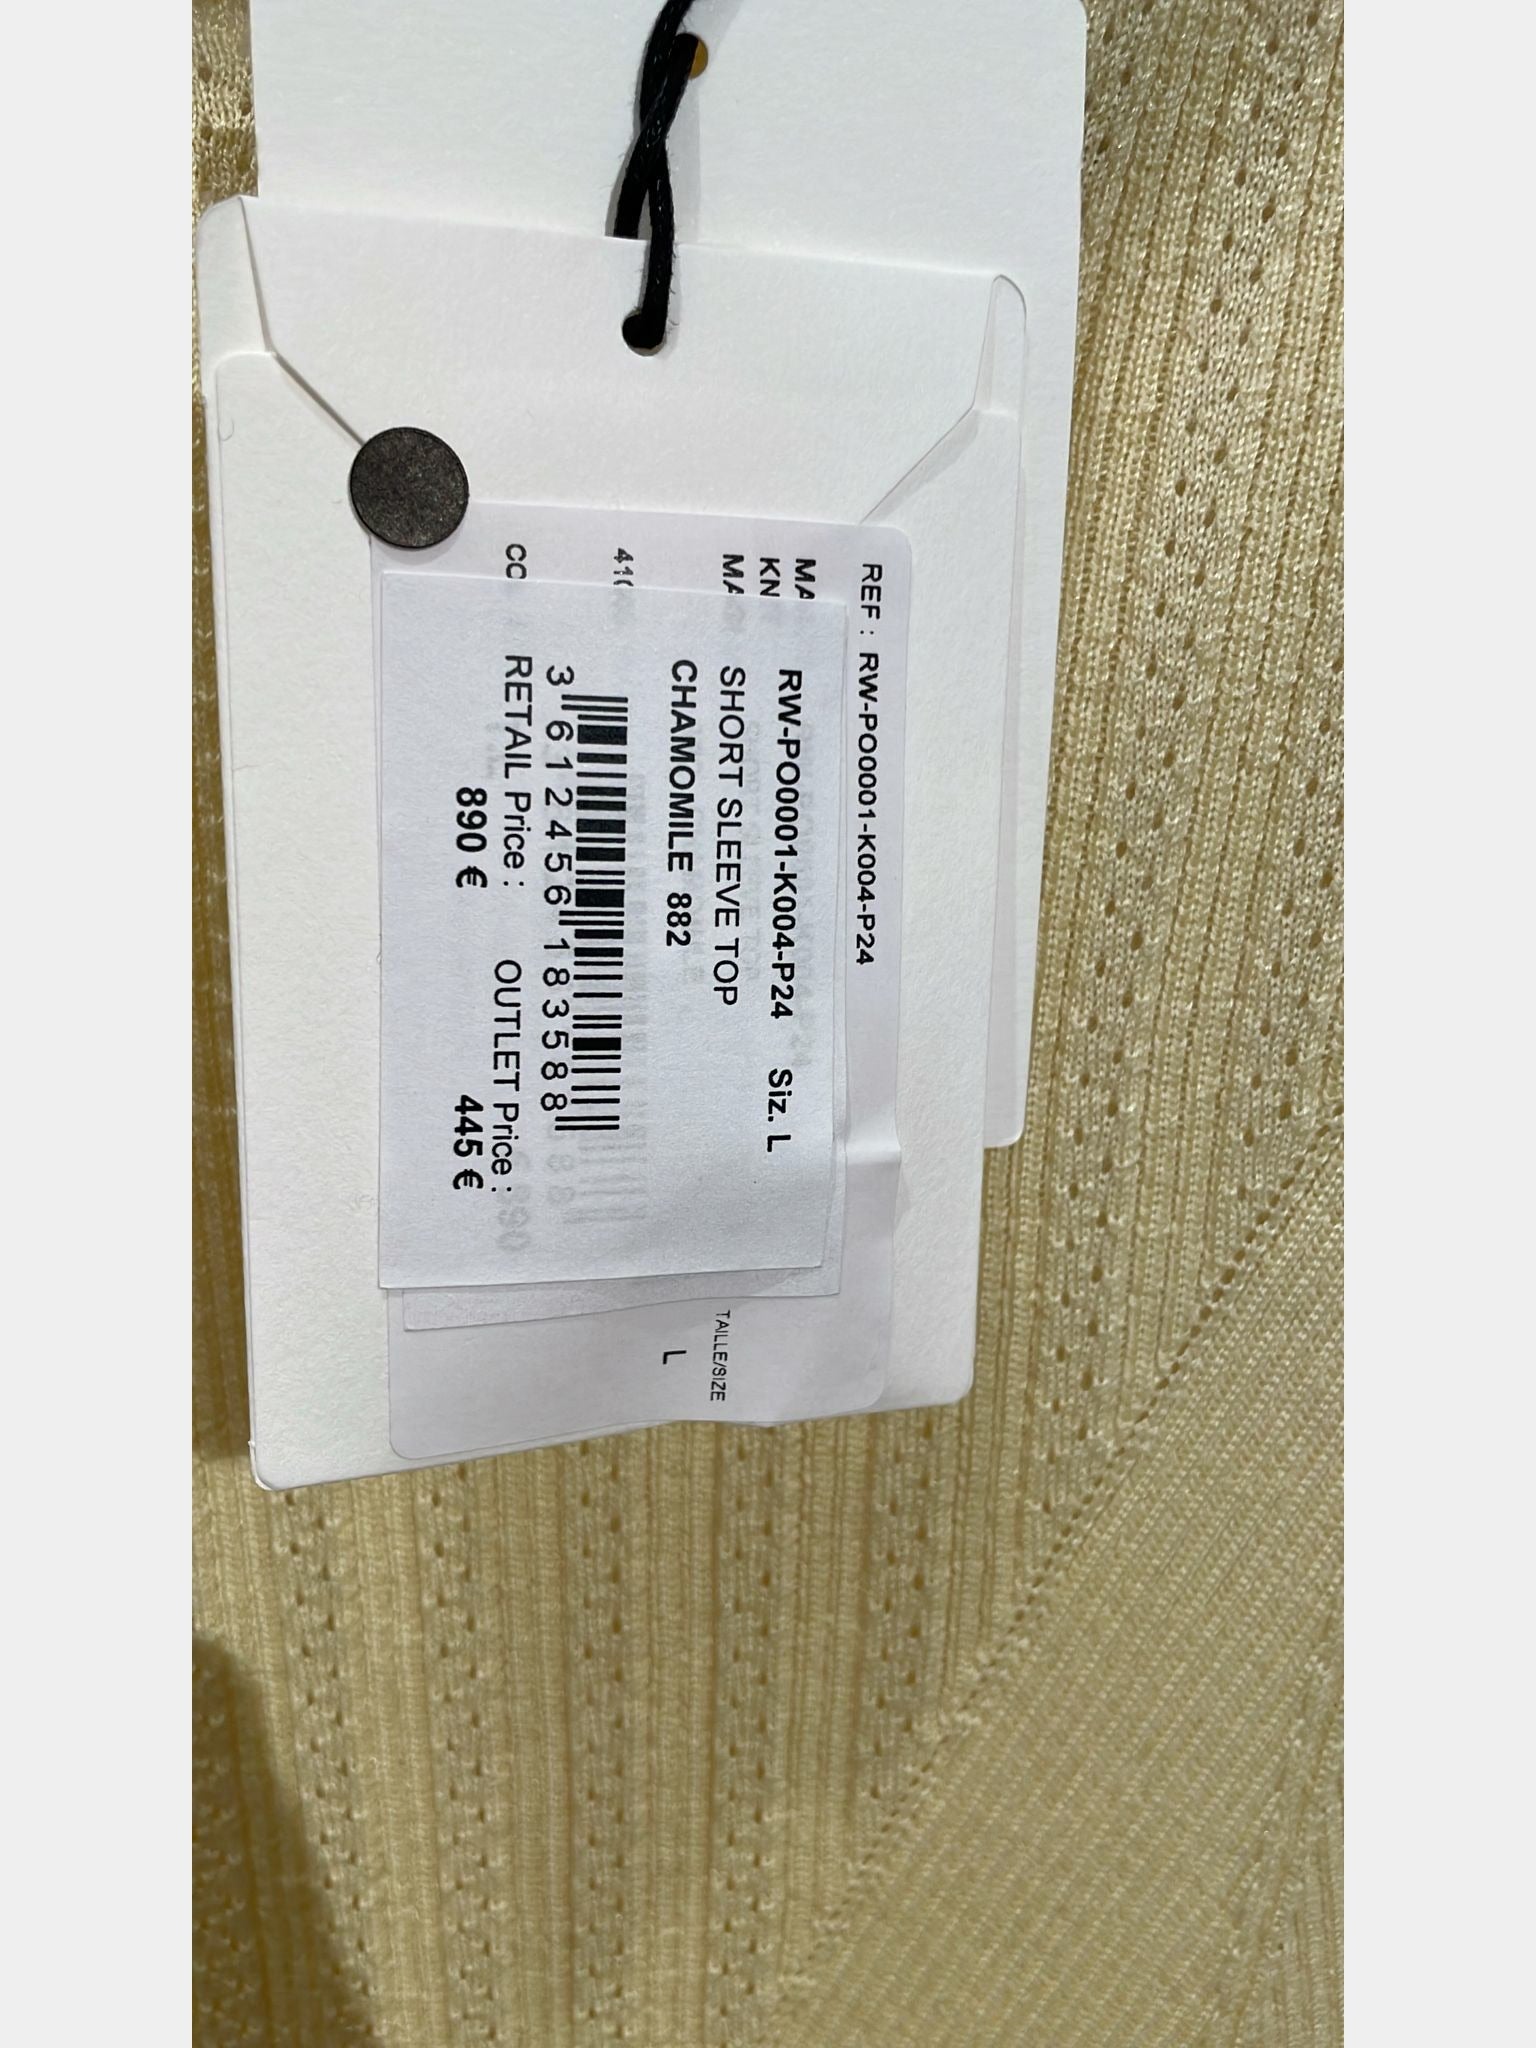 REF : RW-PO0001-K004-P24
RW-PO0001-K004-P24 Siz. L
SHORT SLEEVE TOP
CHAMOMILE 882
3 612456 183588
RETAIL Price : OUTLET Price :
890 € 445 €
TAILLE/SIZE
L